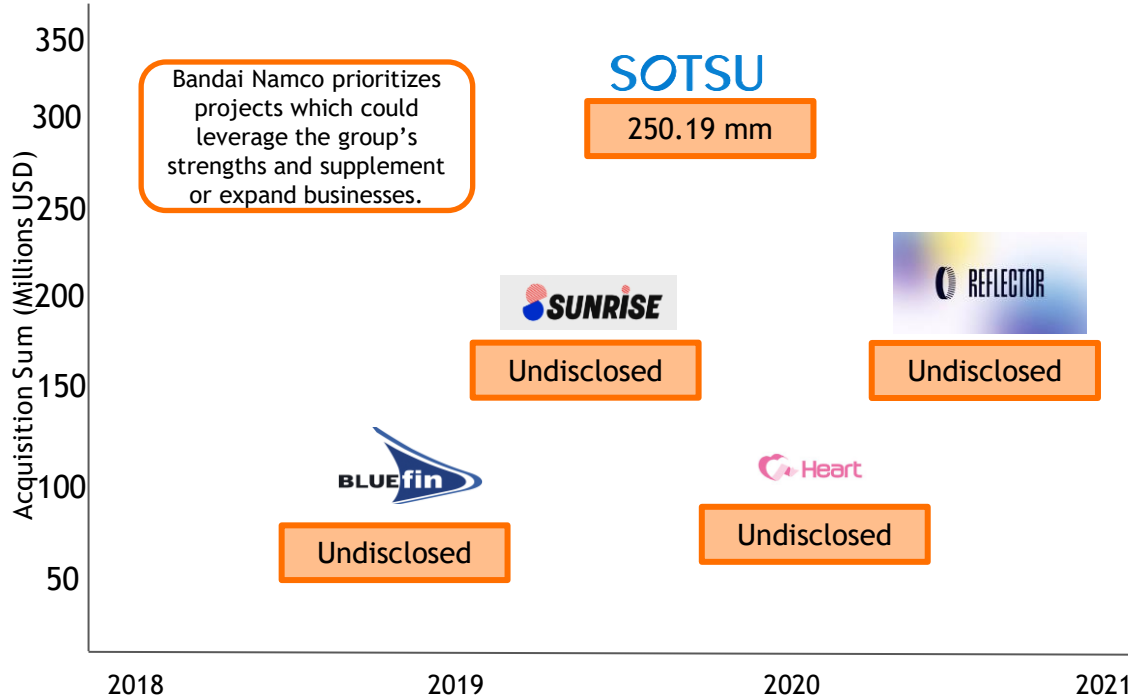 350
300
250
200
150
100
50
Acquisition Sum (Millions USD)
Bandai Namco prioritizes
projects which could
leverage the group’s
strengths and supplement
or expand businesses.
SOTSU
250.19 mm
SUNRISE
Undisclosed
REFLECTOR
Undisclosed
BLUEfin
Undisclosed
Heart
Undisclosed
2018
2019
2020
2021